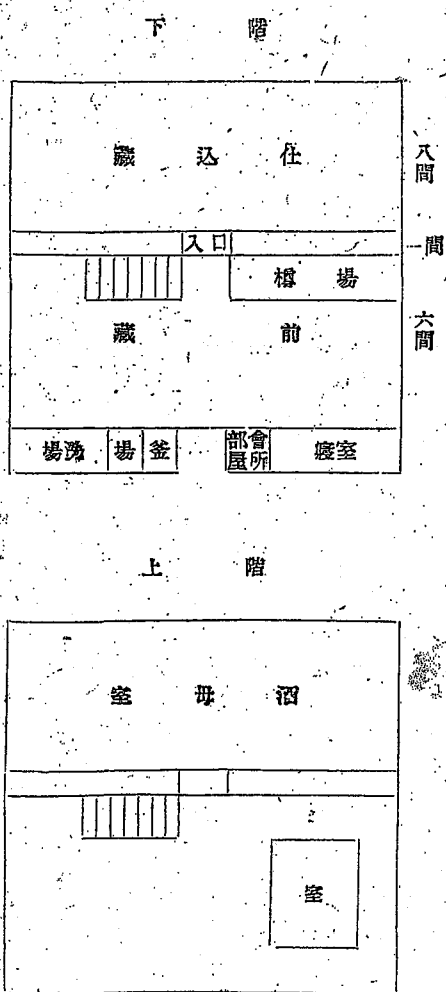 階下
仕込藏
八間
入口
一間
槽場
前藏
六間
寢室
會所
部屋
釜場
洗場
階上
酒母室
室